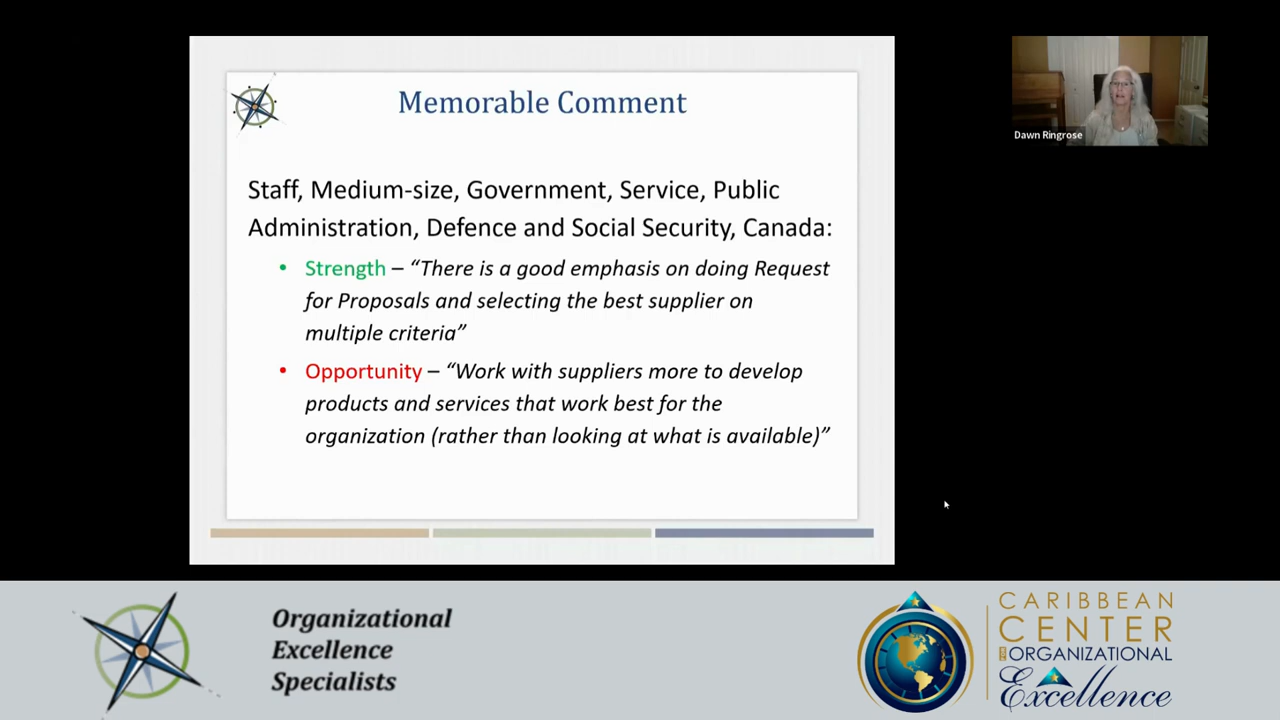 Memorable Comment
Staff, Medium-size, Government, Service, Public
Administration, Defence and Social Security, Canada:
• Strength – “There is a good emphasis on doing Request
for Proposals and selecting the best supplier on
multiple criteria”
• Opportunity – “Work with suppliers more to develop
products and services that work best for the
organization (rather than looking at what is available)”
Dawn Ringrose
Organizational
Excellence
Specialists
CARIBBEAN
CENTER
FOR ORGANIZATIONAL
Excellence